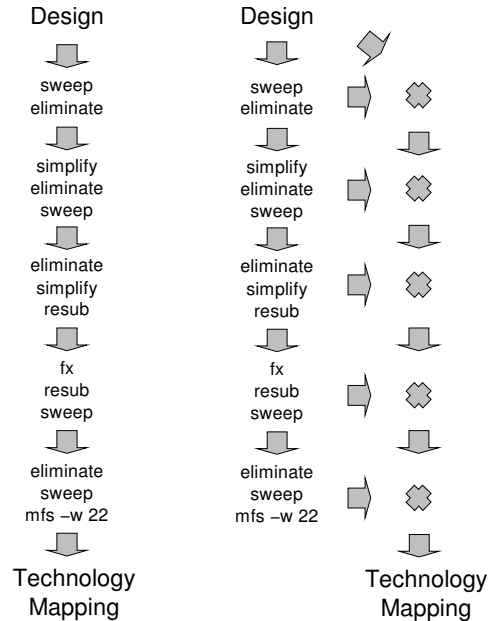 Design
sweep
eliminate
simplify
eliminate
sweep
eliminate
simplify
resub
fx
resub
sweep
eliminate
sweep
mfs −w 22
Technology
Mapping
Design
sweep
eliminate
simplify
eliminate
sweep
eliminate
simplify
resub
fx
resub
sweep
eliminate
sweep
mfs −w 22
Technology
Mapping